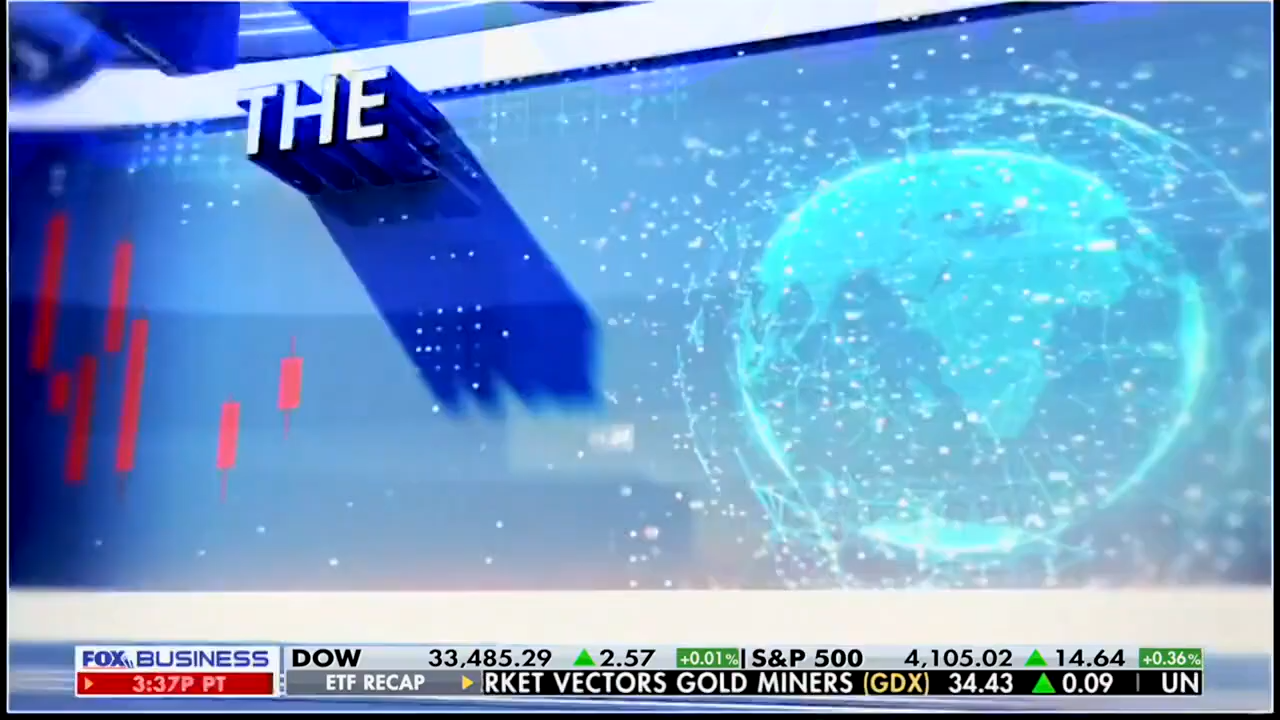 THE
FOX BUSINESS
3:37P PT
DOW 33,485.29 ▲ 2.57 +0.01% S&P 500 4,105.02 ▲ 14.64 +0.36%
ETF RECAP RKET VECTORS GOLD MINERS (GDX) 34.43 ▲ 0.09 | UN